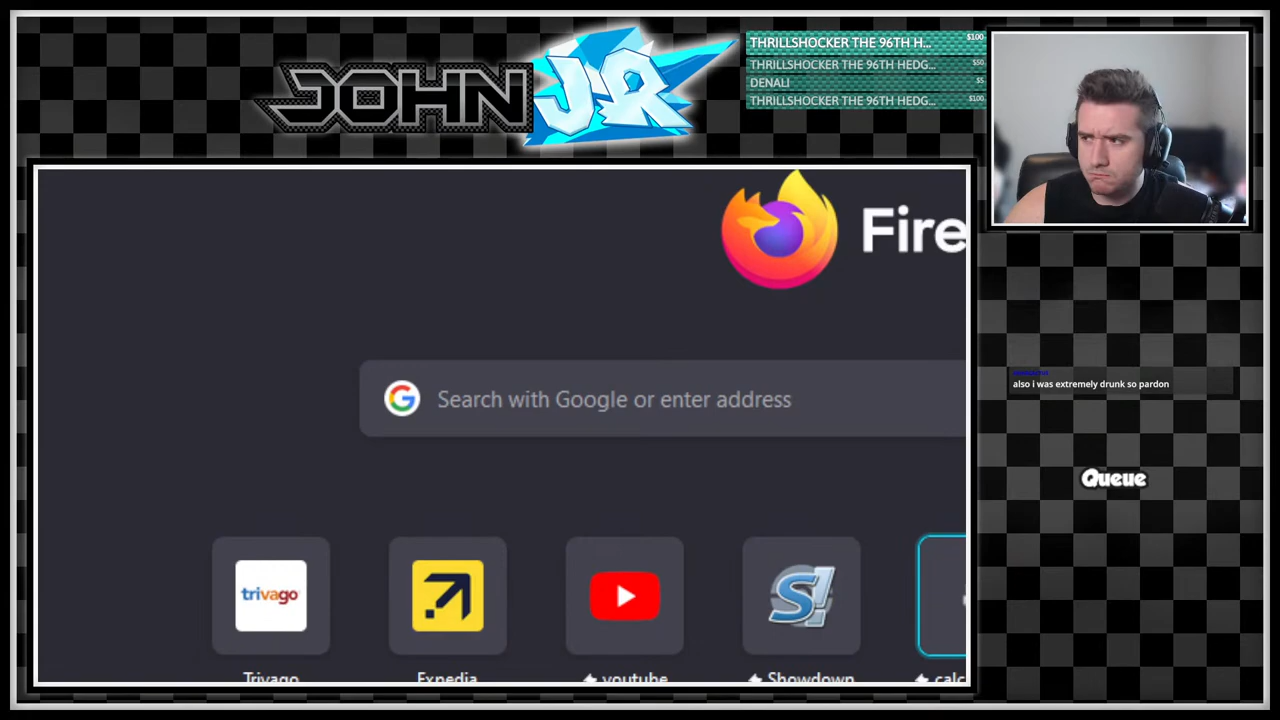 JOHN JR
THRILLSHOCKER THE 96TH H... $100
THRILLSHOCKER THE 96TH HEDG... $50
DENALI $5
THRILLSHOCKER THE 96TH HEDG... $100
Fire
Search with Google or enter address
also i was extremely drunk so pardon
Queue
trivago
S!
Trivago Expedia youtube Showdown calc